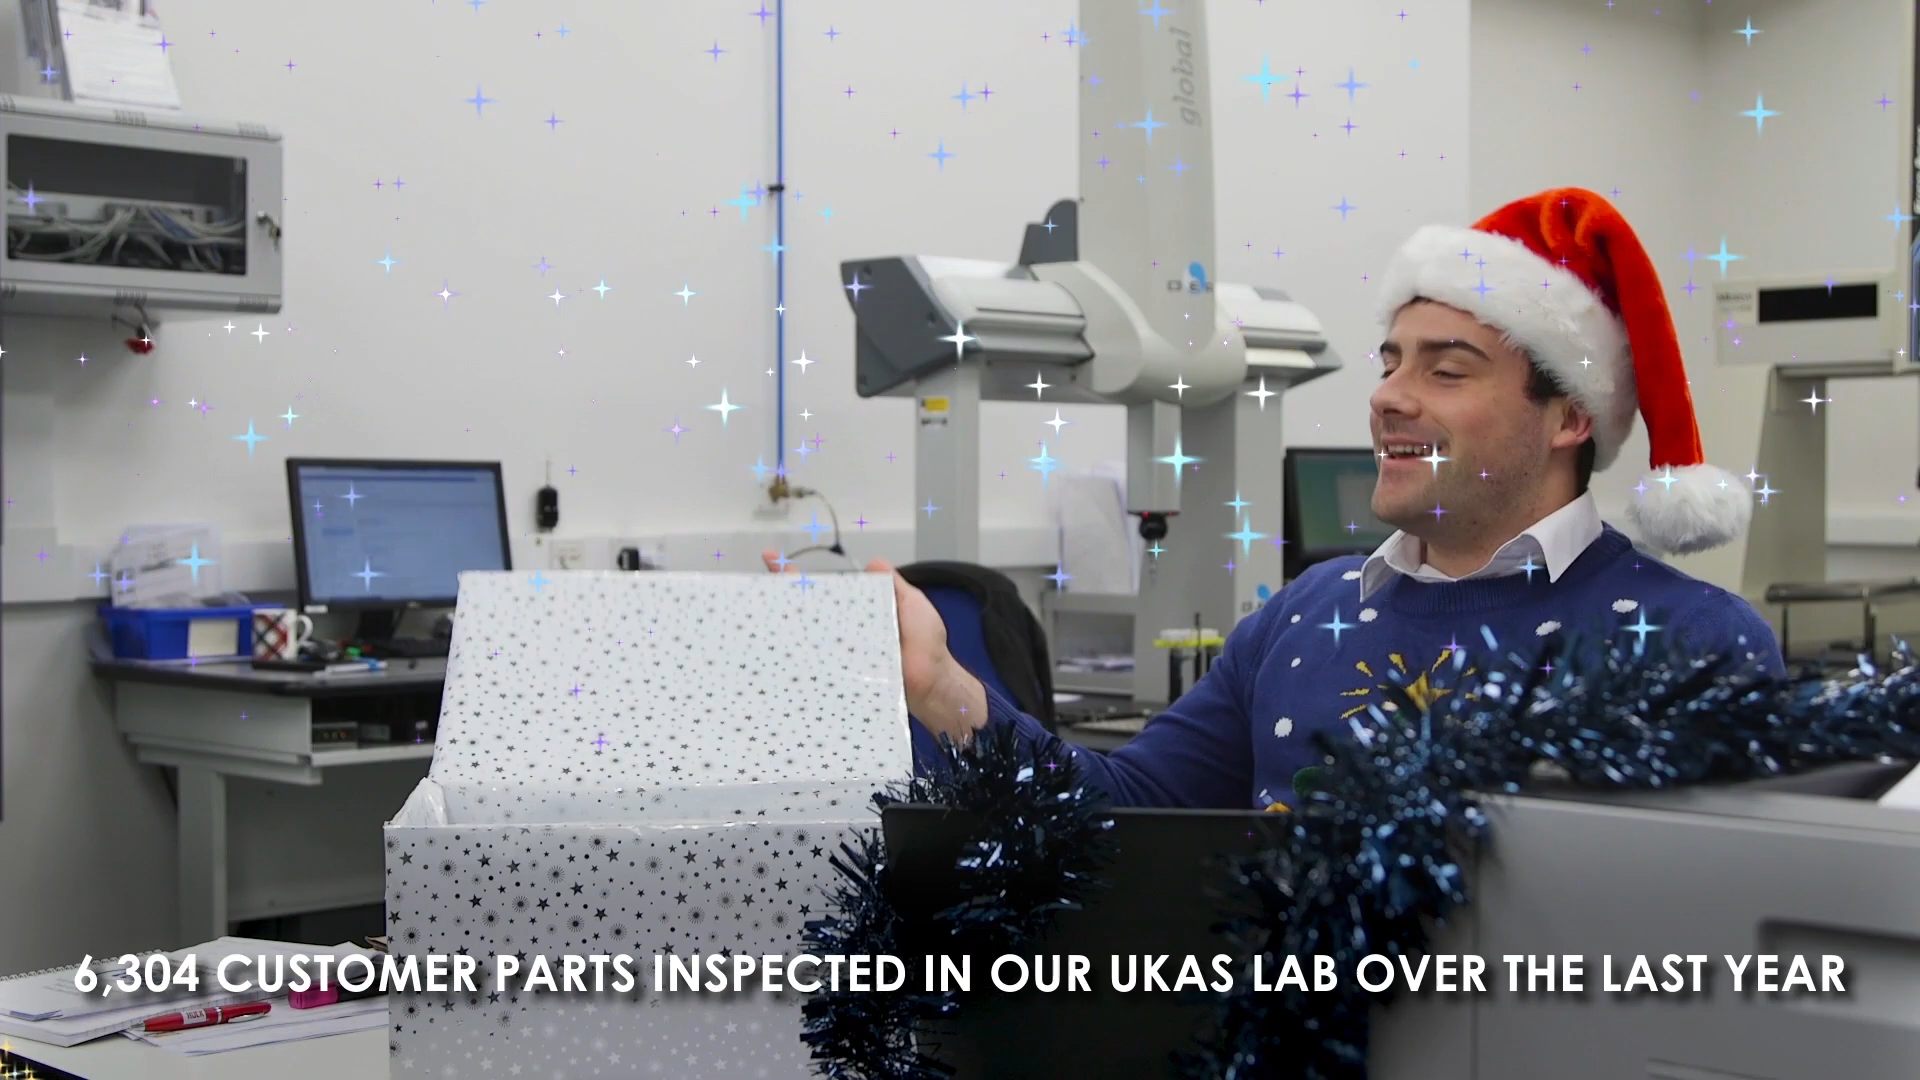 global
6,304 CUSTOMER PARTS INSPECTED IN OUR UKAS LAB OVER THE LAST YEAR